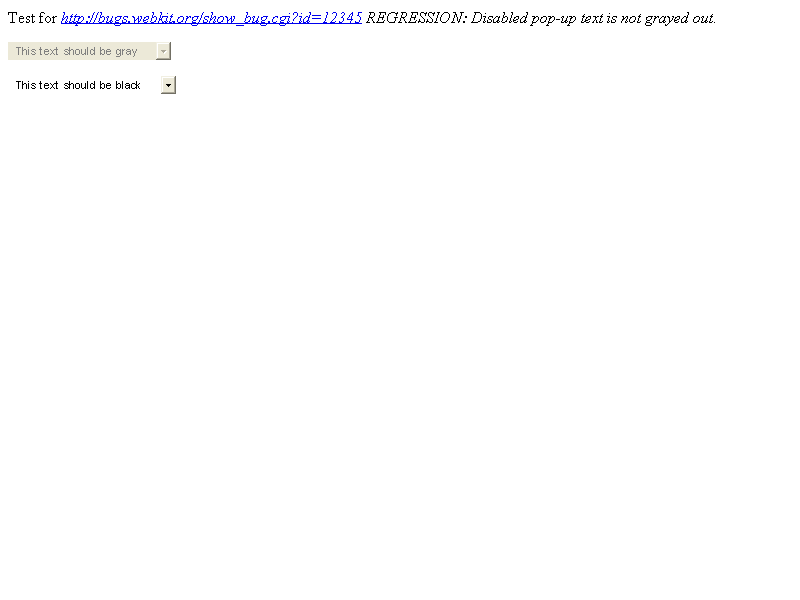 Test for http://bugs.webkit.org/show_bug.cgi?id=12345 REGRESSION: Disabled pop-up text is not grayed out.
This text should be gray
This text should be black